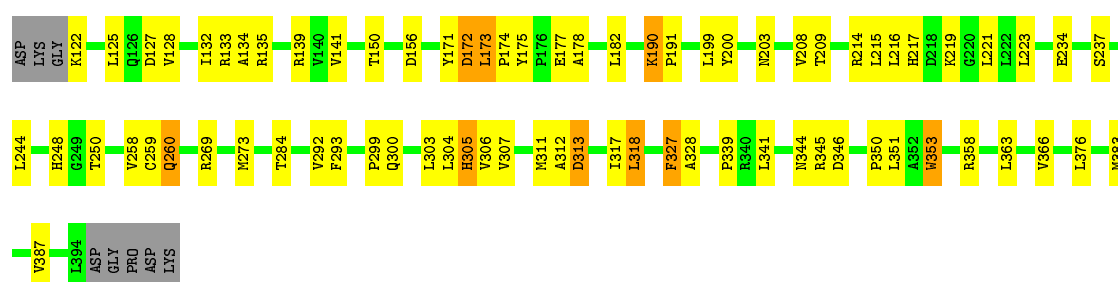 ASP LYS GLY K122 L125 Q126 D127 V128 I132 R133 A134 R135 R139 V140 V141 T150 D156 Y171 D172 L173 P174 Y175 P176 E177 A178 L182 K190 P191 L199 Y200 N203 V208 T209 R214 L215 L216 H217 D218 K219 G220 L221 L222 L223 E234 S237
L244 H248 G249 T250 V258 C259 Q260 R269 M273 T284 V292 F293 P299 Q300 L303 L304 H305 V306 V307 M311 A312 D313 I317 L318 F327 A328 P339 R340 L341 N344 R345 D346 P350 L351 A352 W353 R358 L363 V366 L376 M383
V387 L394 ASP GLY PRO ASP LYS